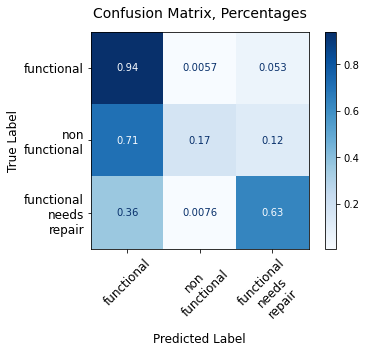 Confusion Matrix, Percentages
True Label
functional
0.94
0.0057
0.053
non
functional
0.71
0.17
0.12
functional
needs
repair
0.36
0.0076
0.63
functional
non
functional
functional
needs
repair
Predicted Label
0.8
0.6
0.4
0.2